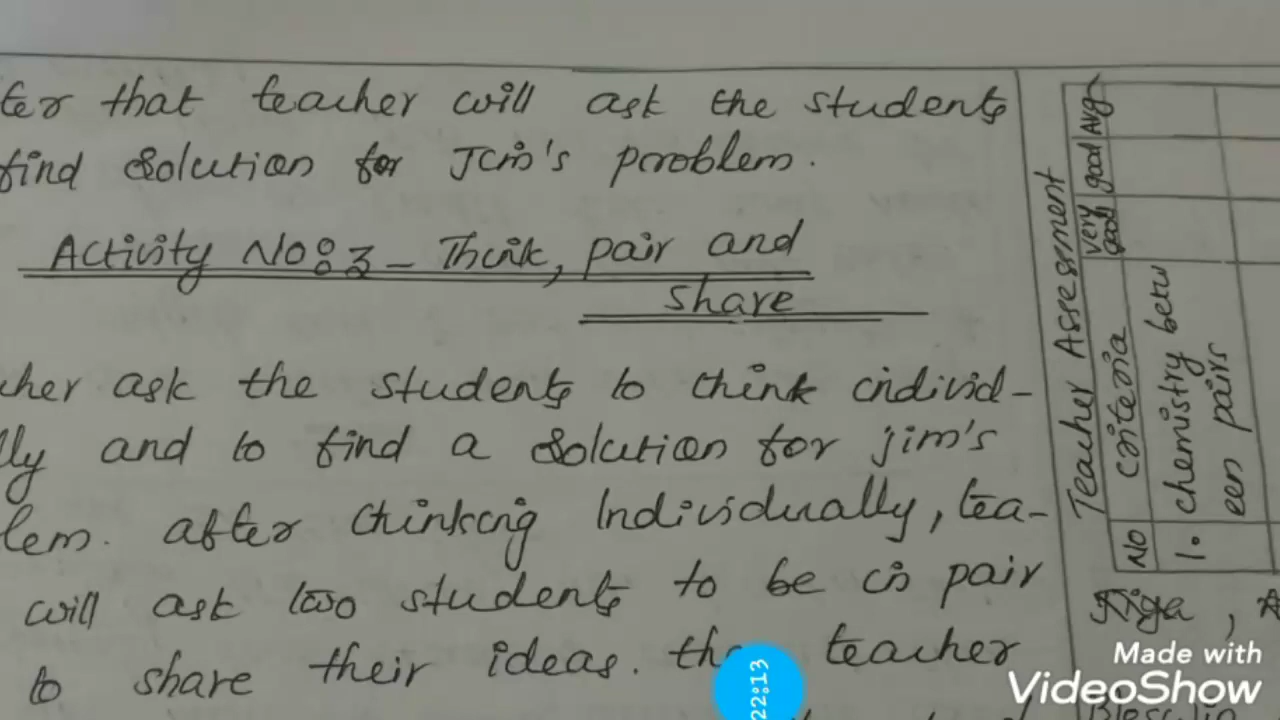 ter that teacher will ask the students
find solution for Jim's problem.
Activity No: 3 - Think, pair and
share
cher ask the students to think individ-
lly and to find a solution for jim's
lem. after thinking Individually, tea-
will ask two students to be in pair
to share their ideas. teacher
Teacher Assessment
No criteria very good good Avg
1. chemistry betw
een pairs
22:13
Made with
VideoShow